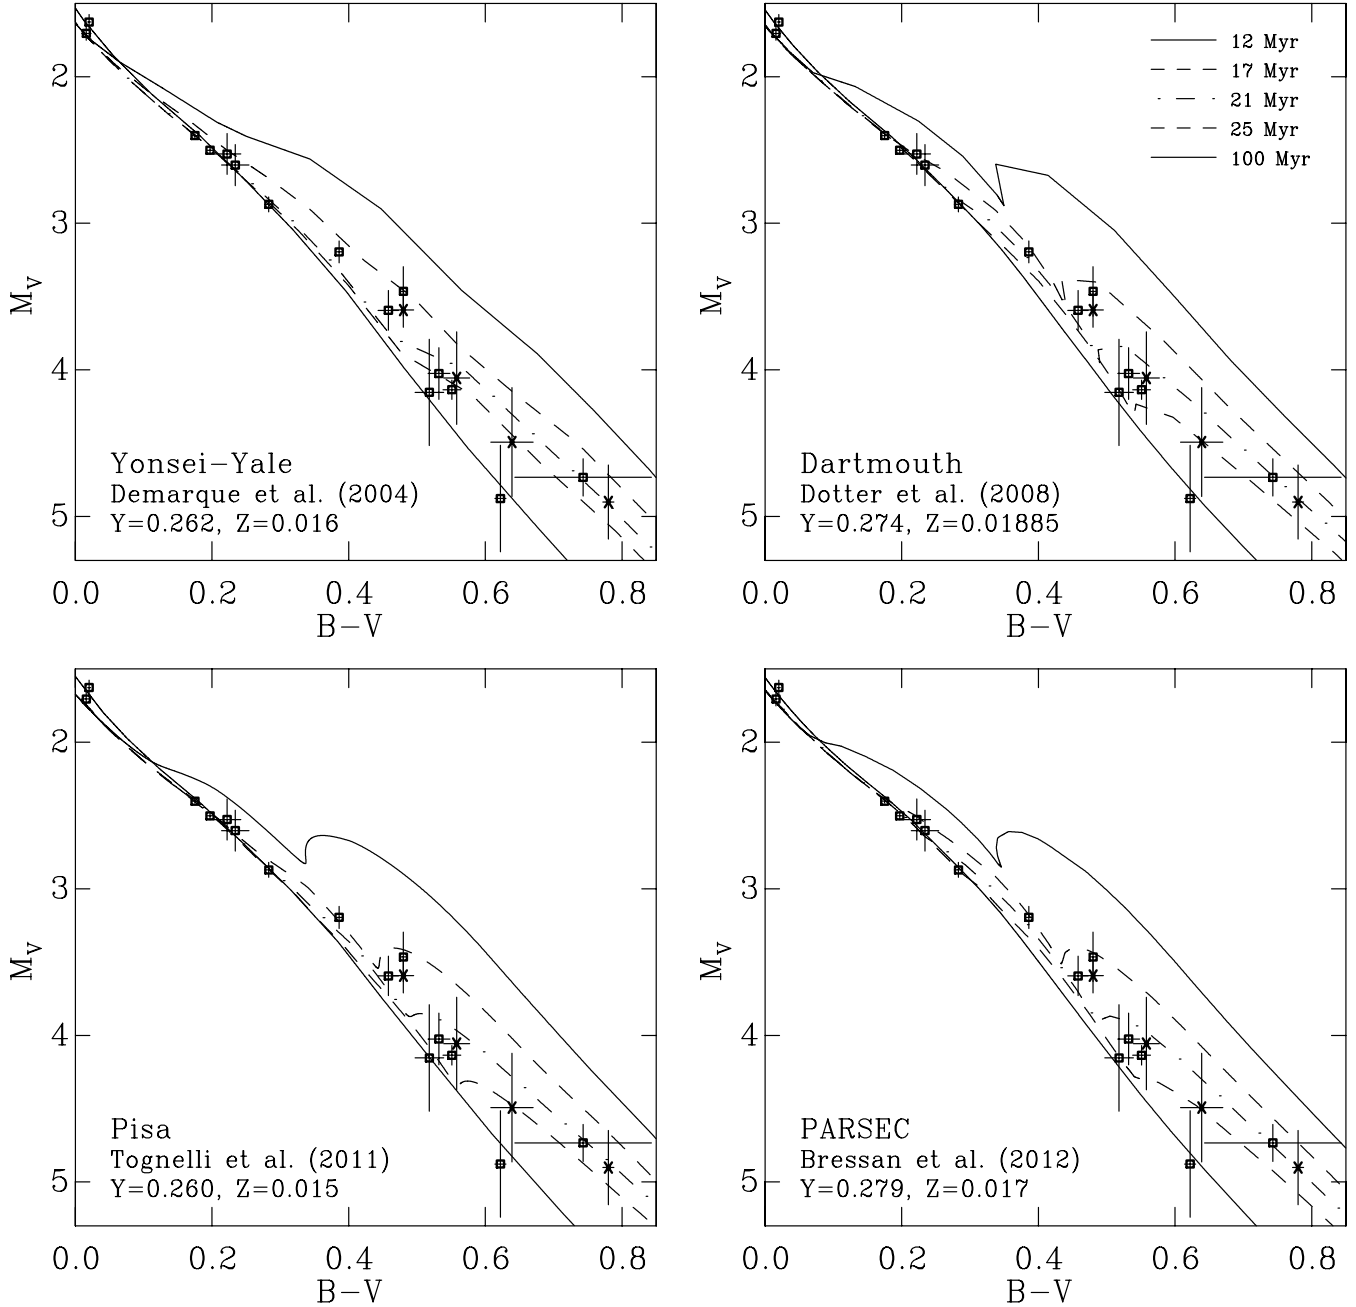 12 Myr
17 Myr
21 Myr
25 Myr
100 Myr
2
3
4
5
M_V
Yonsei-Yale
Demarque et al. (2004)
Y=0.262, Z=0.016
0.0 0.2 0.4 0.6 0.8
B-V
2
3
4
5
M_V
Dartmouth
Dotter et al. (2008)
Y=0.274, Z=0.01885
0.0 0.2 0.4 0.6 0.8
B-V
2
3
4
5
M_V
Pisa
Tognelli et al. (2011)
Y=0.260, Z=0.015
0.0 0.2 0.4 0.6 0.8
B-V
2
3
4
5
M_V
PARSEC
Bressan et al. (2012)
Y=0.279, Z=0.017
0.0 0.2 0.4 0.6 0.8
B-V